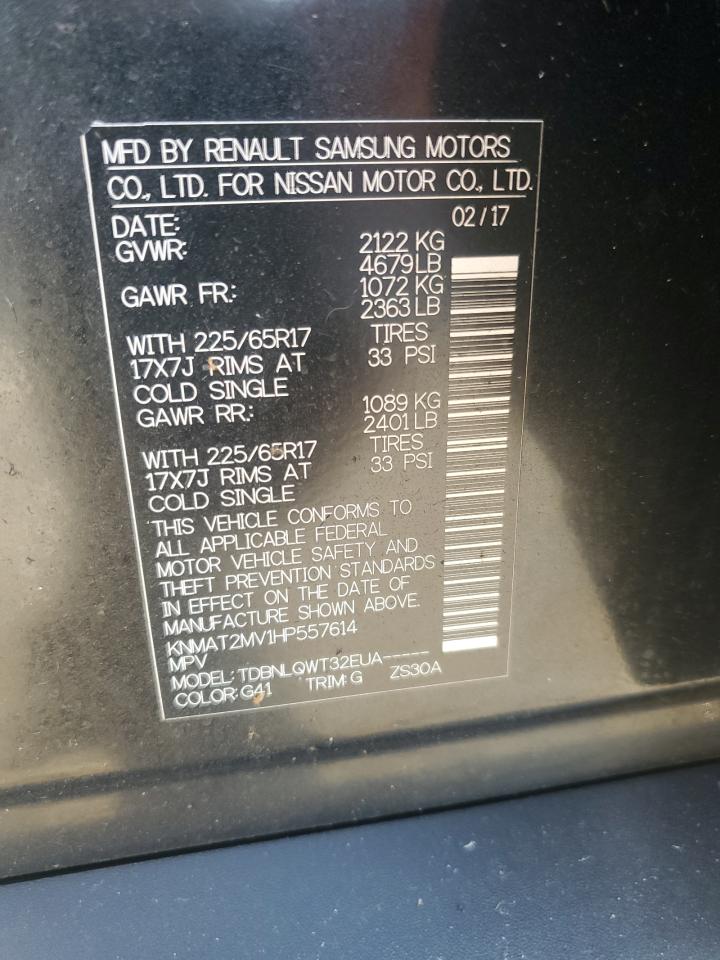 MFD BY RENAULT SAMSUNG MOTORS
CO., LTD. FOR NISSAN MOTOR CO., LTD.
DATE: 02/17
GVWR: 2122 KG
4679 LB
GAWR FR: 1072 KG
2363 LB
WITH 225/65R17 TIRES
17X7J RIMS AT 33 PSI
COLD SINGLE
GAWR RR: 1089 KG
2401 LB
WITH 225/65R17 TIRES
17X7J RIMS AT 33 PSI
COLD SINGLE
THIS VEHICLE CONFORMS TO
ALL APPLICABLE FEDERAL
MOTOR VEHICLE SAFETY AND
THEFT PREVENTION STANDARDS
IN EFFECT ON THE DATE OF
MANUFACTURE SHOWN ABOVE.
KNMAT2MV1HP557614
MPV
MODEL: TDBNLQWT32EUA-----
COLOR: G41 TRIM: G ZS30A